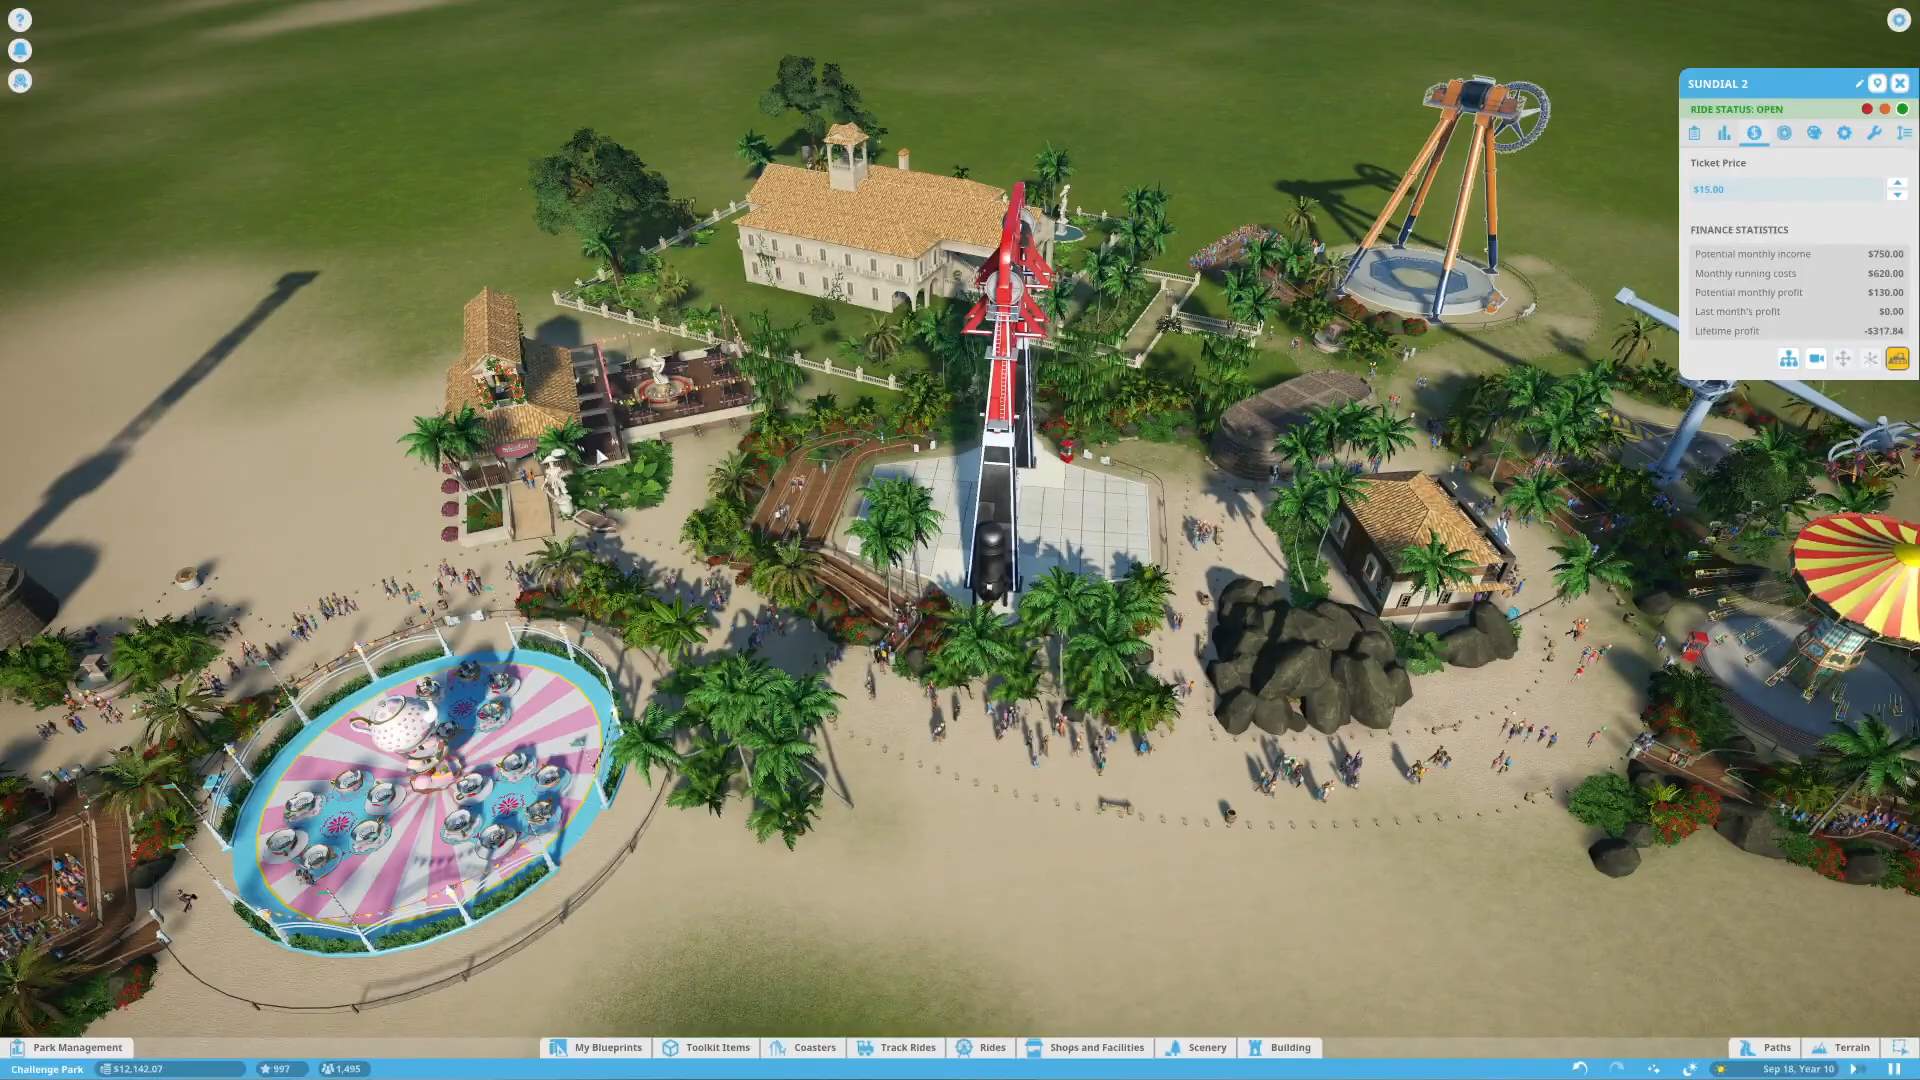 SUNDIAL 2
RIDE STATUS: OPEN
Ticket Price
$15.00
FINANCE STATISTICS
Potential monthly income $750.00
Monthly running costs $620.00
Potential monthly profit $130.00
Last month's profit $0.00
Lifetime profit -$317.84
Park Management
My Blueprints
Toolkit Items
Coasters
Track Rides
Rides
Shops and Facilities
Scenery
Building
Paths
Terrain
Challenge Park
$12,142.07
997
1,495
Sep 18, Year 10